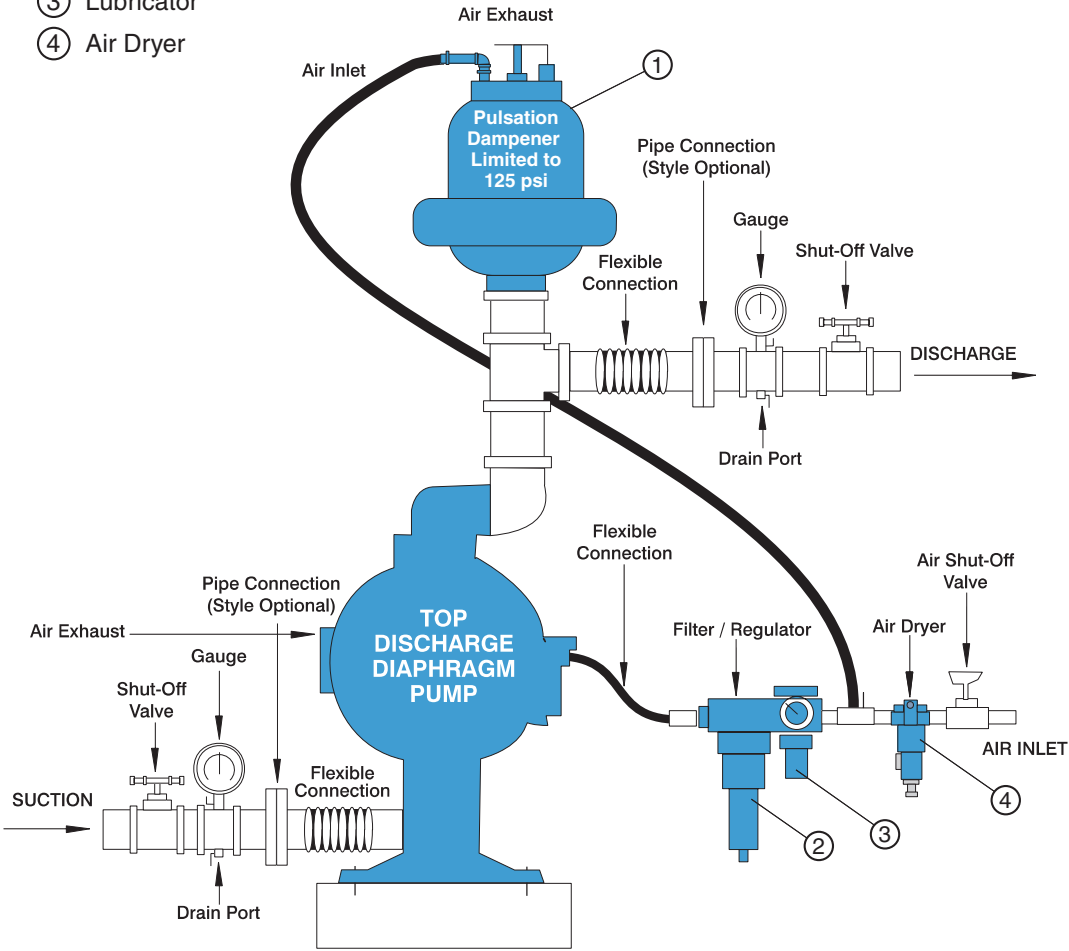 ③ Lubricator
④ Air Dryer
Air Exhaust
Air Inlet
1
Pulsation
Dampener
Limited to
125 psi
Pipe Connection
(Style Optional)
Gauge
Shut-Off Valve
Flexible
Connection
DISCHARGE
Drain Port
Flexible
Connection
Air Shut-Off
Valve
Pipe Connection
(Style Optional)
Air Exhaust
TOP
DISCHARGE
DIAPHRAGM
PUMP
Filter / Regulator
Air Dryer
Gauge
Shut-Off
Valve
AIR INLET
Flexible
Connection
SUCTION
4
3
2
Drain Port